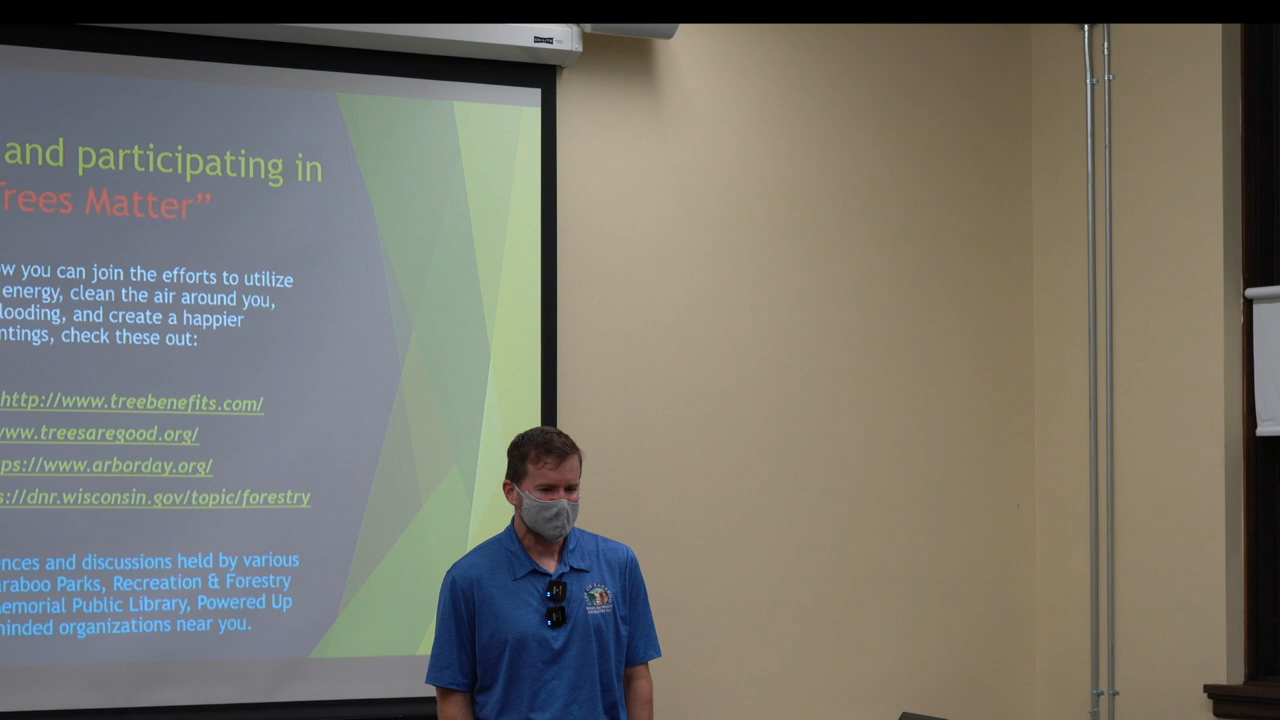 and participating in
Trees Matter”
ow you can join the efforts to utilize
energy, clean the air around you,
looding, and create a happier
ntings, check these out:
http://www.treebenefits.com/
www.treesaregood.org/
ps://www.arborday.org/
s://dnr.wisconsin.gov/topic/forestry
ences and discussions held by various
araboo Parks, Recreation & Forestry
Memorial Public Library, Powered Up
minded organizations near you.